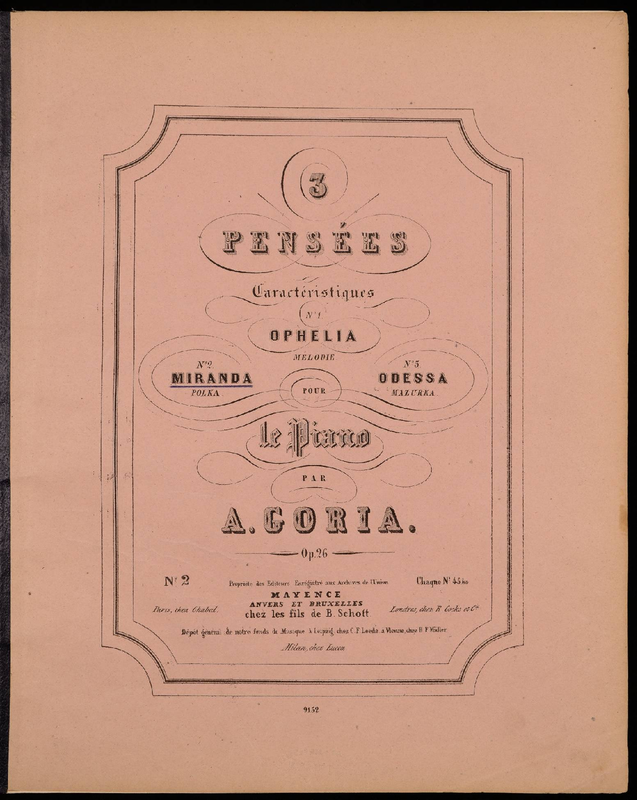 3
PENSÉES
Caractéristiques
Nº 1
OPHELIA
MELODIE
Nº 2
MIRANDA
POLKA
POUR
Nº 3
ODESSA
MAZURKA
le Piano
PAR
A. GORIA.
Op. 26
Nº 2
Propriété des Editeurs Enrégistré aux Archives de l'Union
Chaque Nº 45
MAYENCE
ANVERS ET BRUXELLES
chez les fils de B. Schott
Paris, chez Chabal.
Londres, chez R. Cocks et Cº
Dépôt général de notre fonds de Musique à Leipzig, chez C. F. Leede à Vienne, chez H. F. Müller.
Milan, chez Lucca
9152